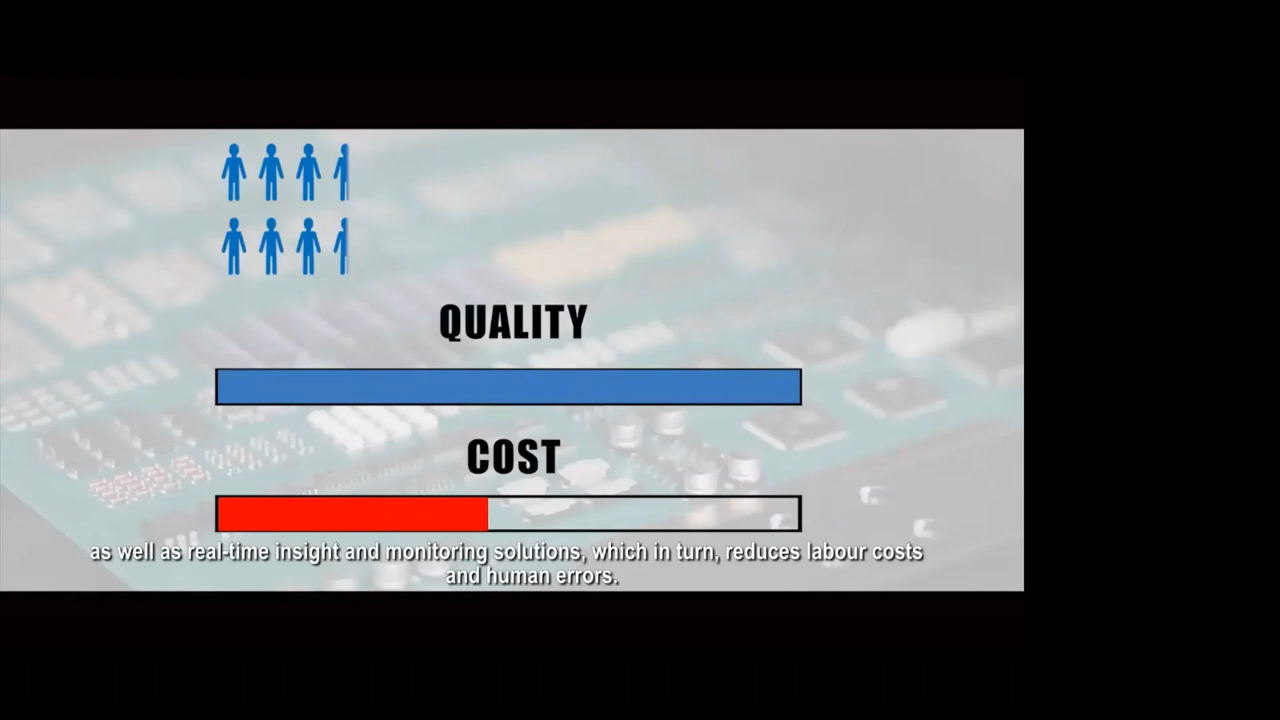 QUALITY
COST
as well as real-time insight and monitoring solutions, which in turn, reduces labour costs
and human errors.